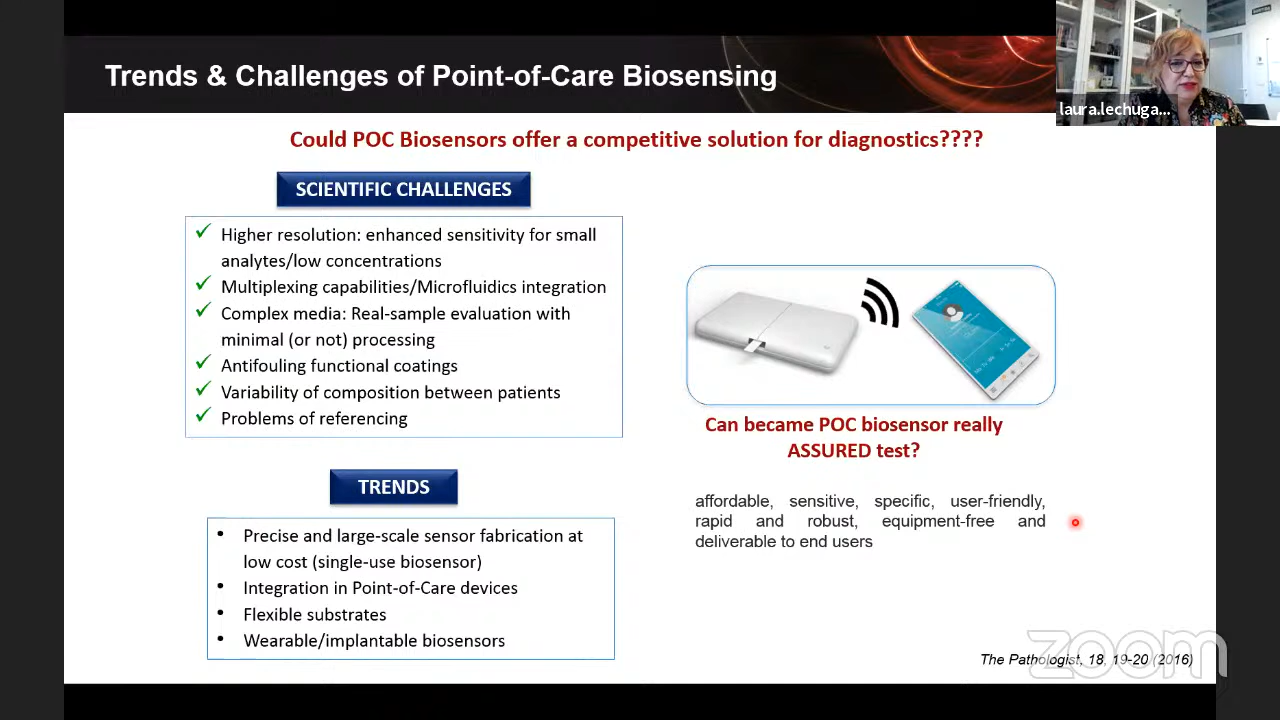 Trends & Challenges of Point-of-Care Biosensing
laura.lechuga...
Could POC Biosensors offer a competitive solution for diagnostics????
SCIENTIFIC CHALLENGES
Higher resolution: enhanced sensitivity for small
analytes/low concentrations
Multiplexing capabilities/Microfluidics integration
Complex media: Real-sample evaluation with
minimal (or not) processing
Antifouling functional coatings
Variability of composition between patients
Problems of referencing
TRENDS
Precise and large-scale sensor fabrication at
low cost (single-use biosensor)
Integration in Point-of-Care devices
Flexible substrates
Wearable/implantable biosensors
Can became POC biosensor really
ASSURED test?
affordable, sensitive, specific, user-friendly,
rapid and robust, equipment-free and
deliverable to end users
The Pathologist, 18, 19-20 (2016)
zoom